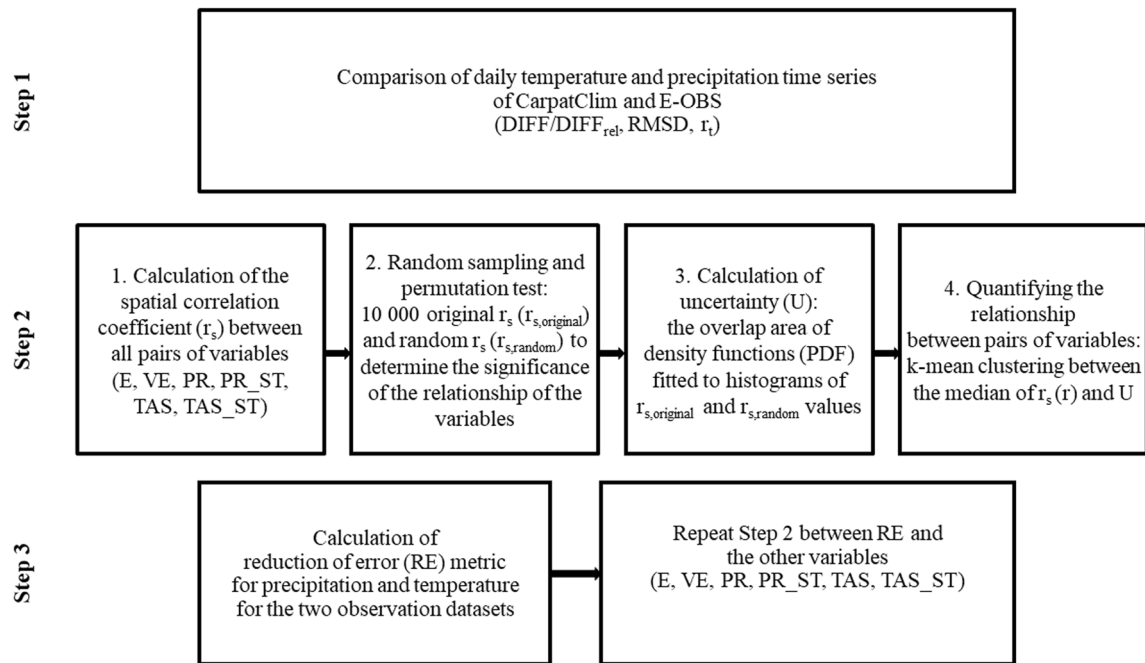 Step 1
Comparison of daily temperature and precipitation time series
of CarpatClim and E-OBS
(DIFF/DIFFrel, RMSD, rt)
Step 2
1. Calculation of the
spatial correlation
coefficient (rs) between
all pairs of variables
(E, VE, PR, PR_ST,
TAS, TAS_ST)
2. Random sampling and
permutation test:
10 000 original rs (rs,original)
and random rs (rs,random) to
determine the significance
of the relationship of the
variables
3. Calculation of
uncertainty (U):
the overlap area of
density functions (PDF)
fitted to histograms of
rs,original and rs,random values
4. Quantifying the
relationship
between pairs of variables:
k-mean clustering between
the median of rs (r) and U
Step 3
Calculation of
reduction of error (RE) metric
for precipitation and temperature
for the two observation datasets
Repeat Step 2 between RE and
the other variables
(E, VE, PR, PR_ST, TAS, TAS_ST)